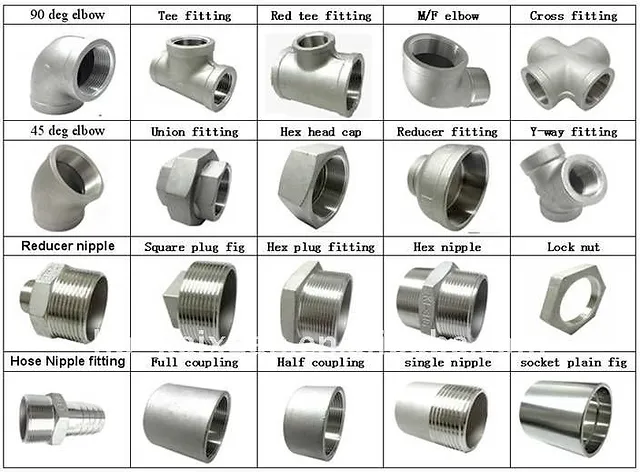 90 deg elbow
Tee fitting
Red tee fitting
M/F elbow
Cross fitting
45 deg elbow
Union fitting
Hex head cap
Reducer fitting
Y-way fitting
Reducer nipple
Square plug fig
Hex plug fitting
Hex nipple
Lock nut
Hose Nipple fitting
Full coupling
Half coupling
single nipple
socket plain fig